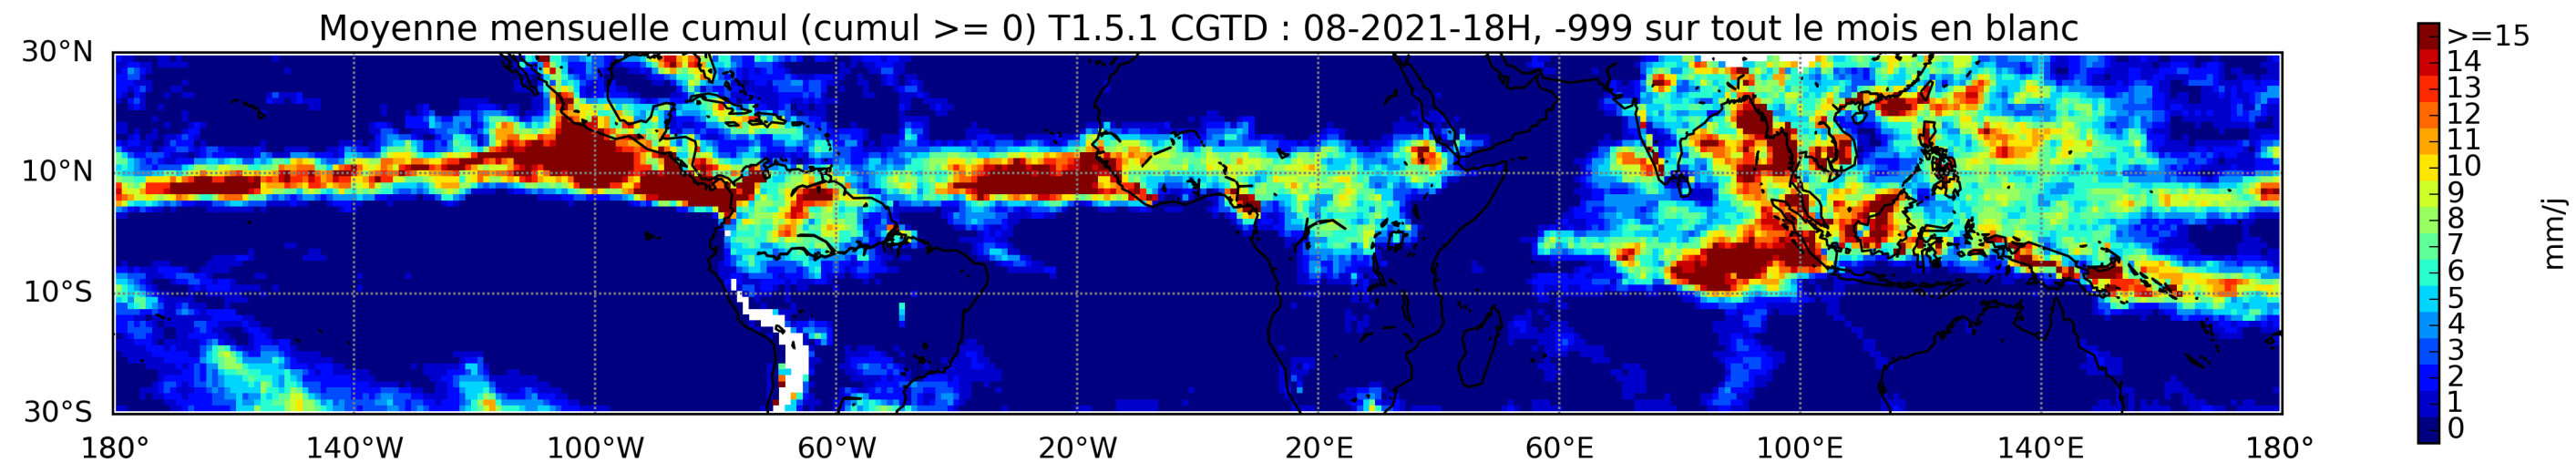 Moyenne mensuelle cumul (cumul >= 0) T1.5.1 CGTD : 08-2021-18H, -999 sur tout le mois en blanc
30°N
10°N
10°S
30°S
180° 140°W 100°W 60°W 20°W 20°E 60°E 100°E 140°E 180°
>=15
14
13
12
11
10
9
8
7
6
5
4
3
2
1
0
mm/j